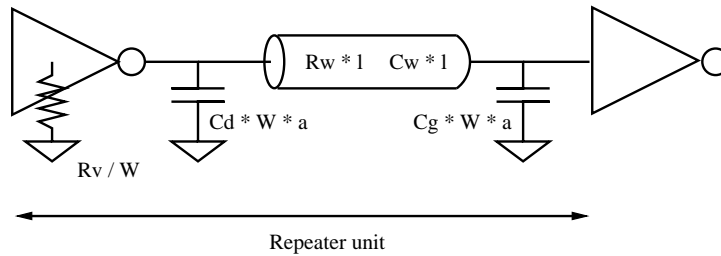 Rw * l Cw * l
Cd * W * a
Cg * W * a
Rv / W
Repeater unit